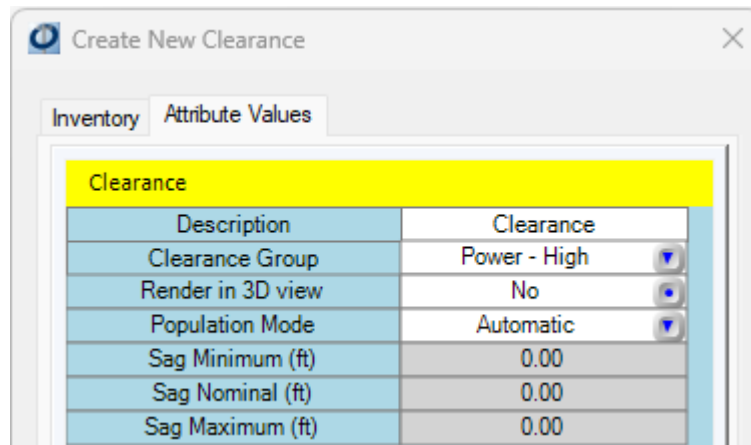 Create New Clearance
Inventory Attribute Values
Clearance
Description Clearance
Clearance Group Power - High
Render in 3D view No
Population Mode Automatic
Sag Minimum (ft) 0.00
Sag Nominal (ft) 0.00
Sag Maximum (ft) 0.00